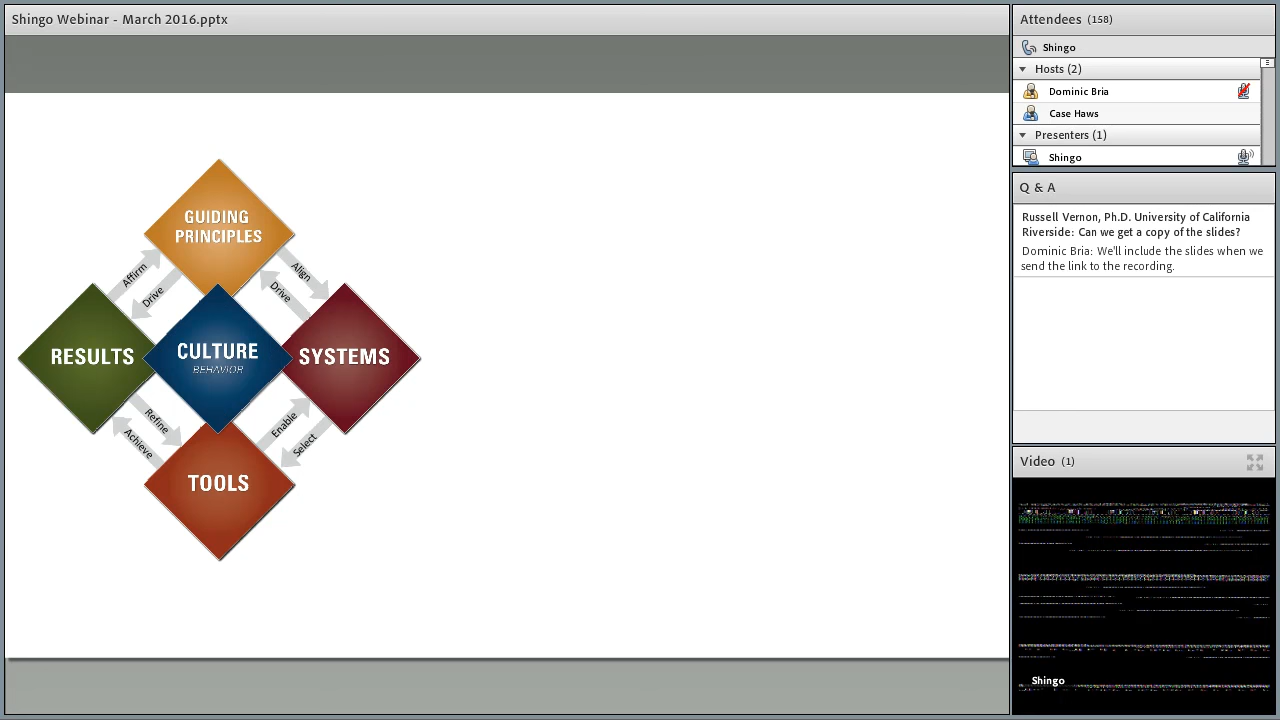 Shingo Webinar - March 2016.pptx
GUIDING
PRINCIPLES
Affirm
Drive
Align
Drive
RESULTS
CULTURE
BEHAVIOR
SYSTEMS
Refine
Achieve
Enable
Select
TOOLS
Attendees (158)
Shingo
Hosts (2)
Dominic Bria
Case Haws
Presenters (1)
Shingo
Q & A
Russell Vernon, Ph.D. University of California
Riverside: Can we get a copy of the slides?
Dominic Bria: We'll include the slides when we
send the link to the recording.
Video (1)
Shingo